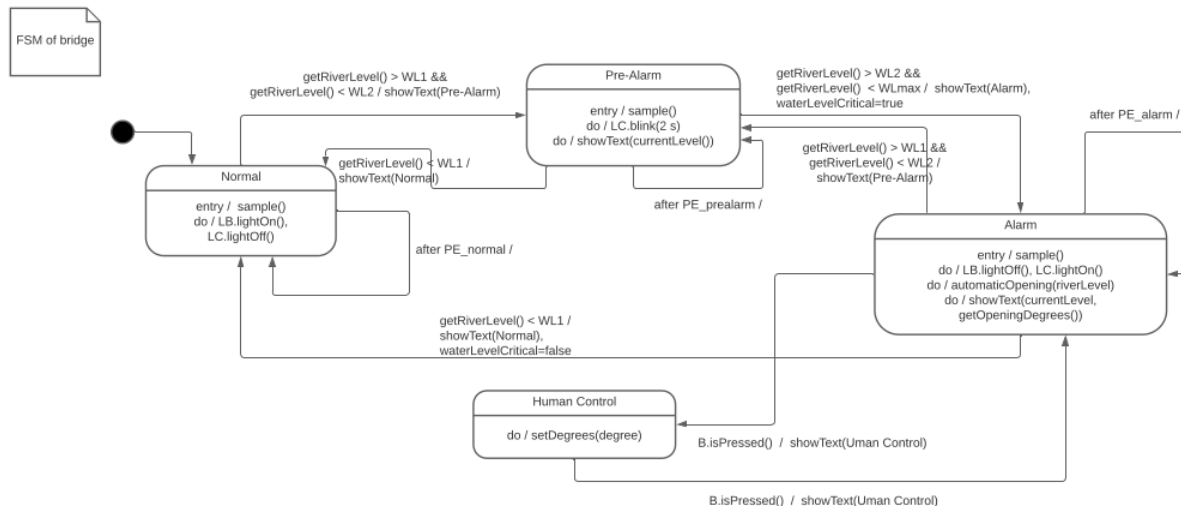 FSM of bridge
getRiverLevel() > WL1 &&
getRiverLevel() < WL2 / showText(Pre-Alarm)
Pre-Alarm
entry / sample()
do / LC.blink(2 s)
do / showText(currentLevel())
getRiverLevel() > WL2 &&
getRiverLevel() < WLmax / showText(Alarm),
waterLevelCritical=true
after PE_alarm /
getRiverLevel() < WL1 /
showText(Normal)
getRiverLevel() > WL1 &&
getRiverLevel() < WL2 /
showText(Pre-Alarm)
after PE_prealarm /
Normal
entry / sample()
do / LB.lightOn(),
LC.lightOff()
after PE_normal /
Alarm
entry / sample()
do / LB.lightOff(), LC.lightOn()
do / automaticOpening(riverLevel)
do / showText(currentLevel,
getOpeningDegrees())
getRiverLevel() < WL1 /
showText(Normal),
waterLevelCritical=false
Human Control
do / setDegrees(degree)
B.isPressed() / showText(Uman Control)
B.isPressed() / showText(Uman Control)